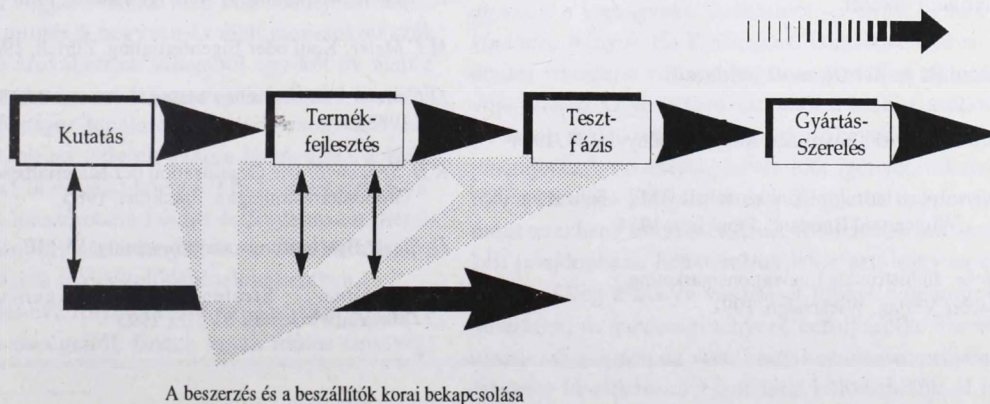 Kutatás
Termék-
fejlesztés
Teszt-
fázis
Gyártás-
Szerelés
A beszerzés és a beszállítók korai bekapcsolása